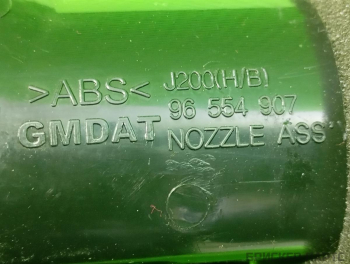 >ABS< J200(H/B)
96 554 907
GMDAT NOZZLE ASS